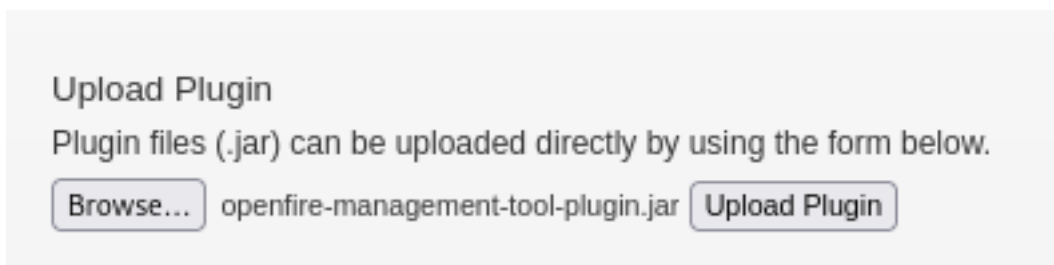 Upload Plugin
Plugin files (.jar) can be uploaded directly by using the form below.
Browse... openfire-management-tool-plugin.jar Upload Plugin